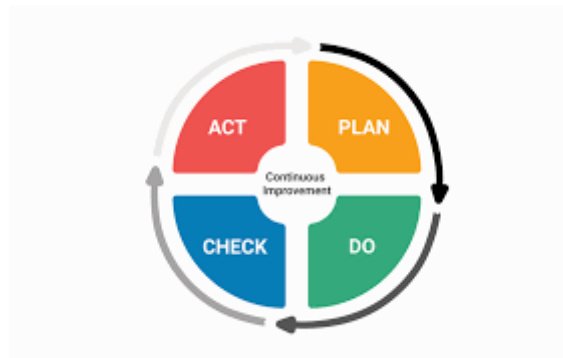 ACT
PLAN
Continuous
Improvement
CHECK
DO